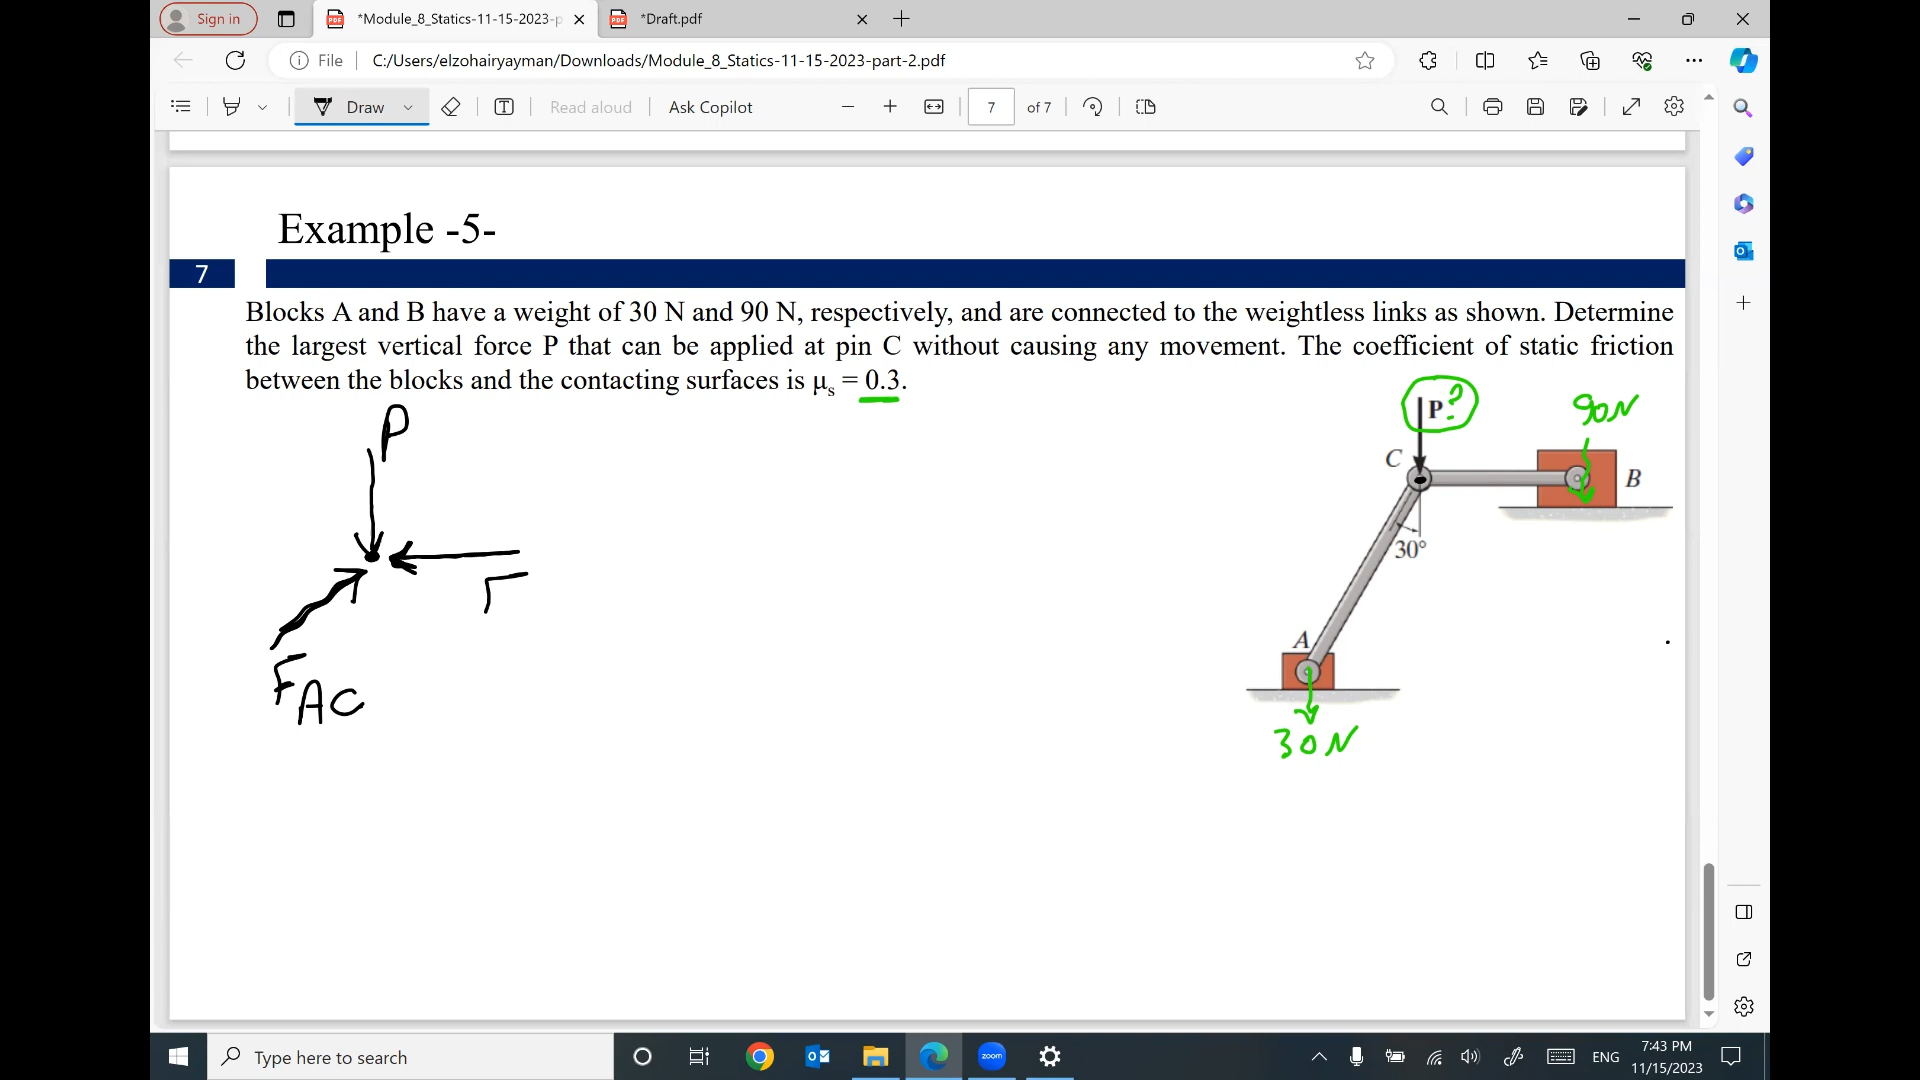 Sign in
*Module_8_Statics-11-15-2023-p
*Draft.pdf
File
C:/Users/elzohairyayman/Downloads/Module_8_Statics-11-15-2023-part-2.pdf
Draw
Read aloud
Ask Copilot
7
of 7
Example -5-
7
Blocks A and B have a weight of 30 N and 90 N, respectively, and are connected to the weightless links as shown. Determine
the largest vertical force P that can be applied at pin C without causing any movement. The coefficient of static friction
between the blocks and the contacting surfaces is μs = 0.3.
P
P?
90N
C
B
30°
A
FAC
30N
Type here to search
zoom
ENG
7:43 PM
11/15/2023